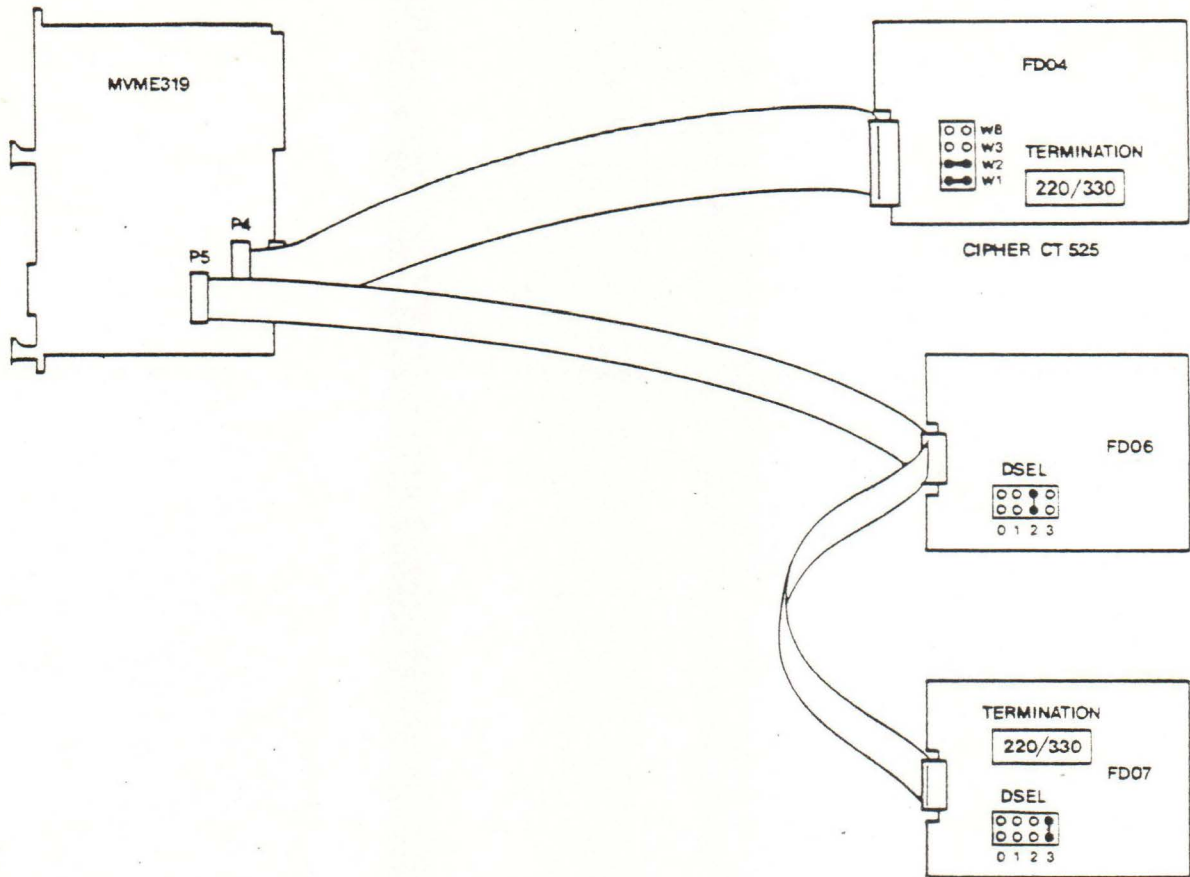 MVME319
P4
P5
FD04
W8
W3
W2
W1
TERMINATION
220/330
CIPHER CT 525
FD06
DSEL
0 1 2 3
TERMINATION
220/330
FD07
DSEL
0 1 2 3